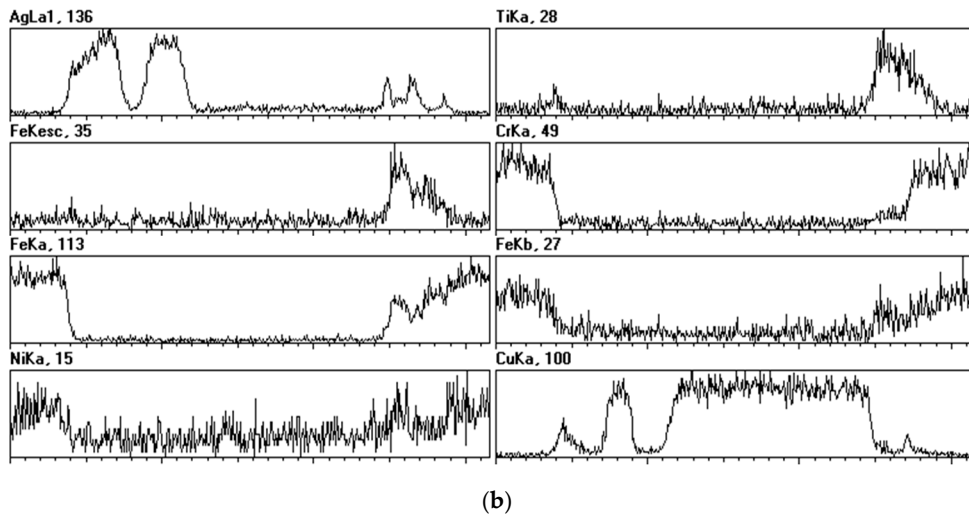 AgLa1, 136
TiKa, 28
FeKesc, 35
CrKa, 49
FeKa, 113
FeKb, 27
NiKa, 15
CuKa, 100
(b)